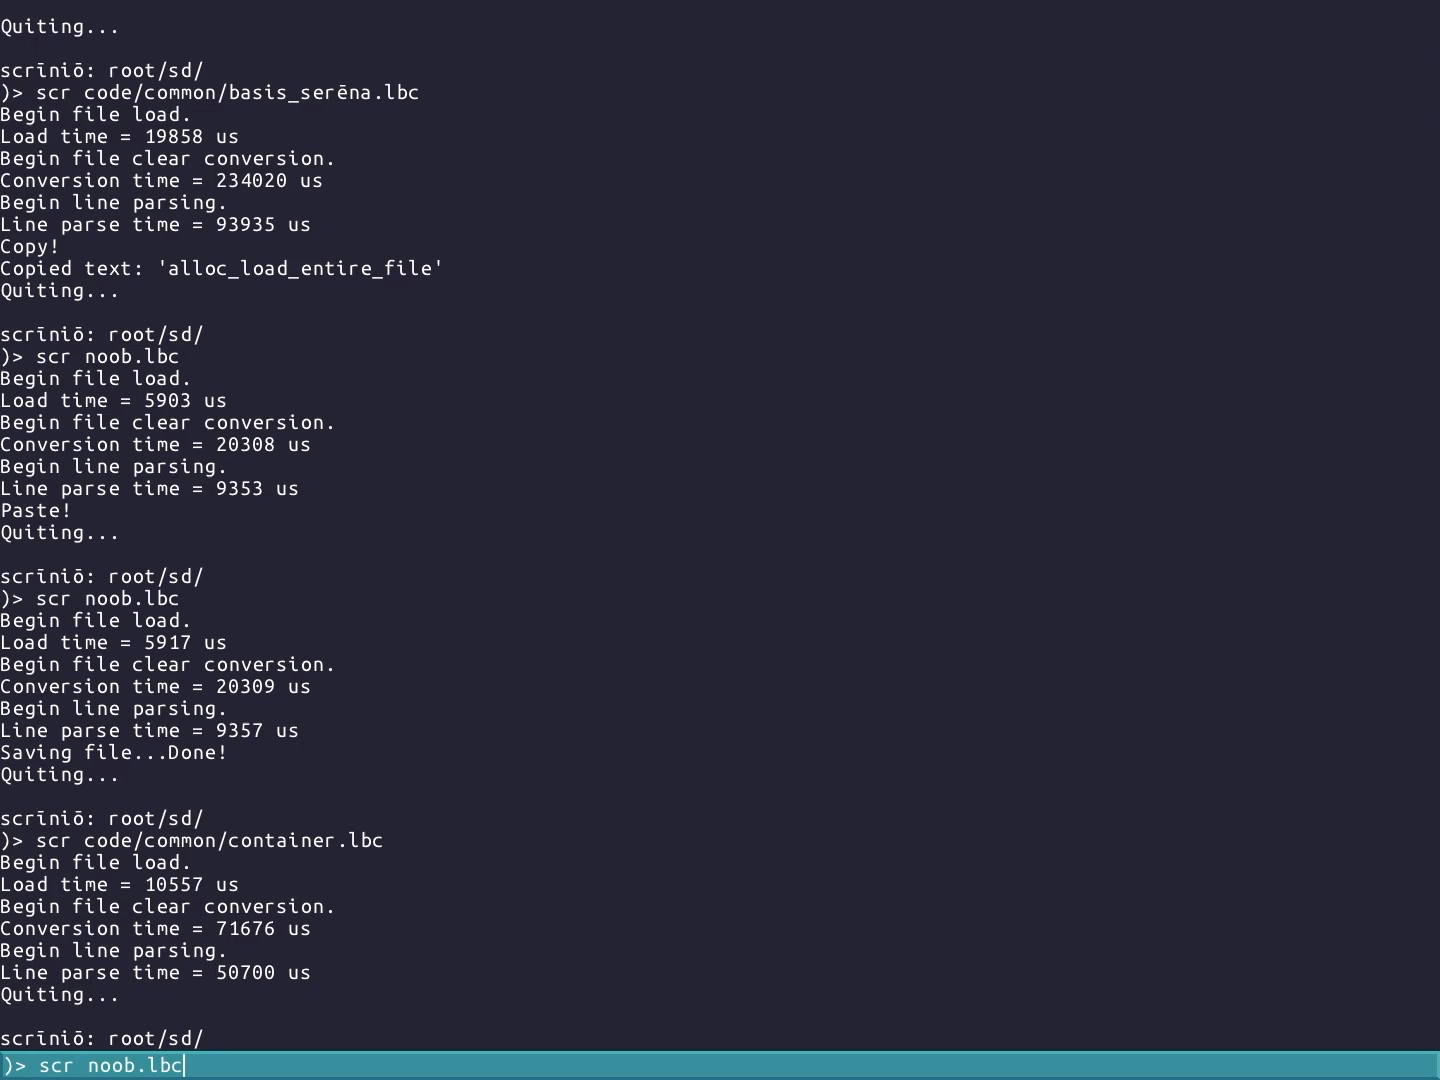 Quiting...
scrīniō: root/sd/
)> scr code/common/basis_serēna.lbc
Begin file load.
Load time = 19858 us
Begin file clear conversion.
Conversion time = 234020 us
Begin line parsing.
Line parse time = 93935 us
Copy!
Copied text: 'alloc_load_entire_file'
Quiting...
scrīniō: root/sd/
)> scr noob.lbc
Begin file load.
Load time = 5903 us
Begin file clear conversion.
Conversion time = 20308 us
Begin line parsing.
Line parse time = 9353 us
Paste!
Quiting...
scrīniō: root/sd/
)> scr noob.lbc
Begin file load.
Load time = 5917 us
Begin file clear conversion.
Conversion time = 20309 us
Begin line parsing.
Line parse time = 9357 us
Saving file...Done!
Quiting...
scrīniō: root/sd/
)> scr code/common/container.lbc
Begin file load.
Load time = 10557 us
Begin file clear conversion.
Conversion time = 71676 us
Begin line parsing.
Line parse time = 50700 us
Quiting...
scrīniō: root/sd/
)> scr noob.lbc